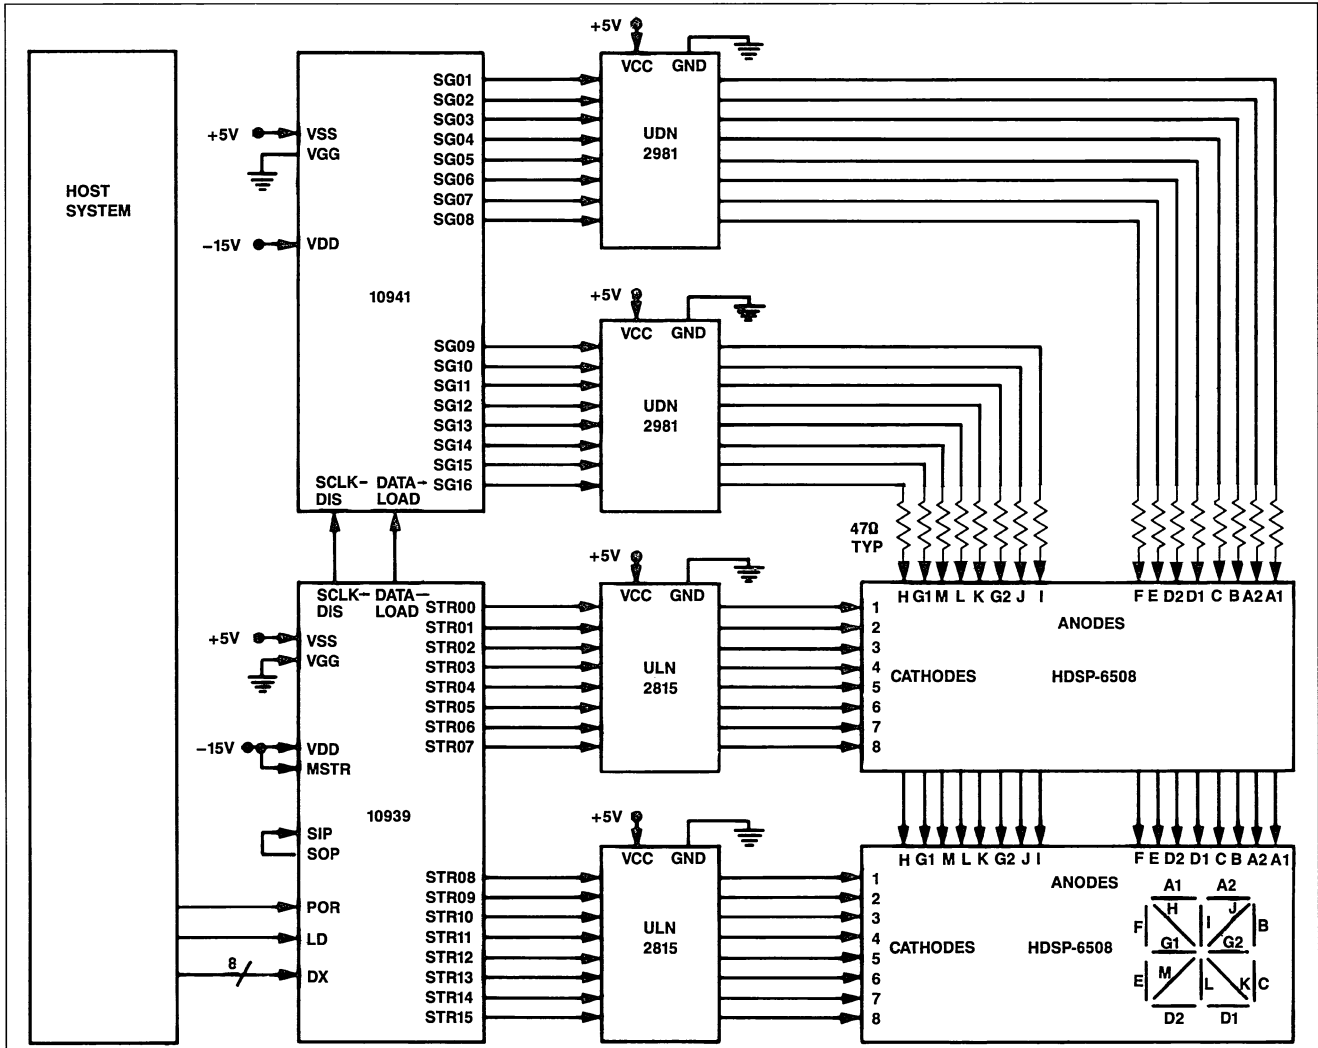 HOST
SYSTEM
+5V
VSS
VGG
-15V
VDD
10941
SG01
SG02
SG03
SG04
SG05
SG06
SG07
SG08
SG09
SG10
SG11
SG12
SG13
SG14
SG15
SG16
SCLK-
DIS
DATA-
LOAD
+5V
VCC GND
UDN
2981
+5V
VCC GND
UDN
2981
47Ω
TYP
SCLK-
DIS
DATA-
LOAD
+5V
VSS
VGG
-15V
VDD
MSTR
10939
SIP
SOP
POR
LD
8
DX
STR00
STR01
STR02
STR03
STR04
STR05
STR06
STR07
STR08
STR09
STR10
STR11
STR12
STR13
STR14
STR15
+5V
VCC GND
ULN
2815
+5V
VCC GND
ULN
2815
H G1 M L K G2 J I F E D2 D1 C B A2 A1
ANODES
1
2
3
4
5
6
7
8
CATHODES HDSP-6508
H G1 M L K G2 J I F E D2 D1 C B A2 A1
ANODES
1
2
3
4
5
6
7
8
CATHODES HDSP-6508
A1 A2
H J
F I B
G1 G2
E M L K C
D2 D1